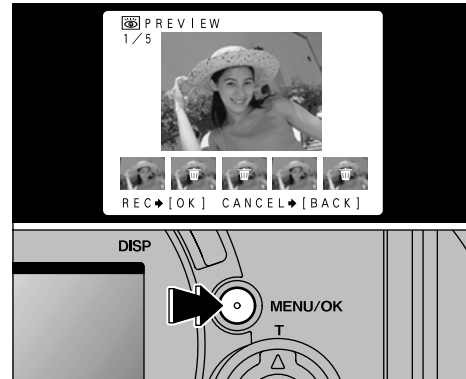 PREVIEW
1/5
REC➡[OK] CANCEL➡[BACK]
DISP
MENU/OK
T